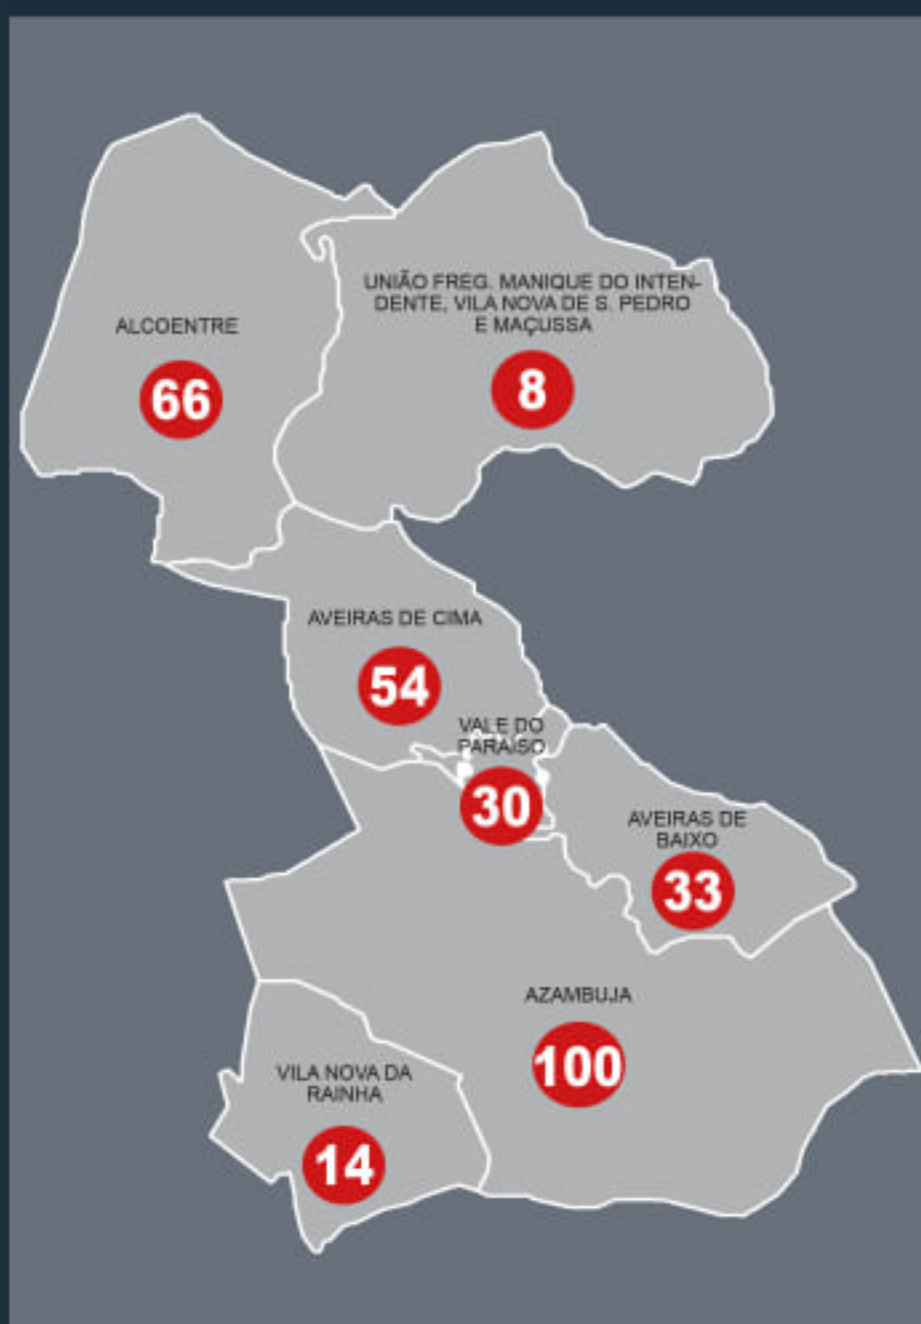 UNIÃO FREG. MANIQUE DO INTEN-
DENTE, VILA NOVA DE S. PEDRO
E MAÇUSSA
8
ALCOENTRE
66
AVEIRAS DE CIMA
54
VALE DO
PARAÍSO
30
AVEIRAS DE
BAIXO
33
AZAMBUJA
100
VILA NOVA DA
RAINHA
14